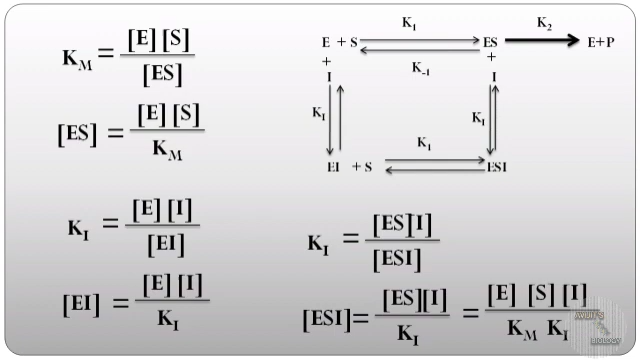 K_M = [E] [S] / [ES]
[ES] = [E] [S] / K_M
K_I = [E] [I] / [EI]
[EI] = [E] [I] / K_I
K_1
K_2
E + S
ES
E+P
K_-1
+
+
I
I
K_I
K_I
K_1
EI + S
ESI
K_I = [ES][I] / [ESI]
[ESI]= [ES][I] / K_I = [E] [S] [I] / K_M K_I
BIOLOGY